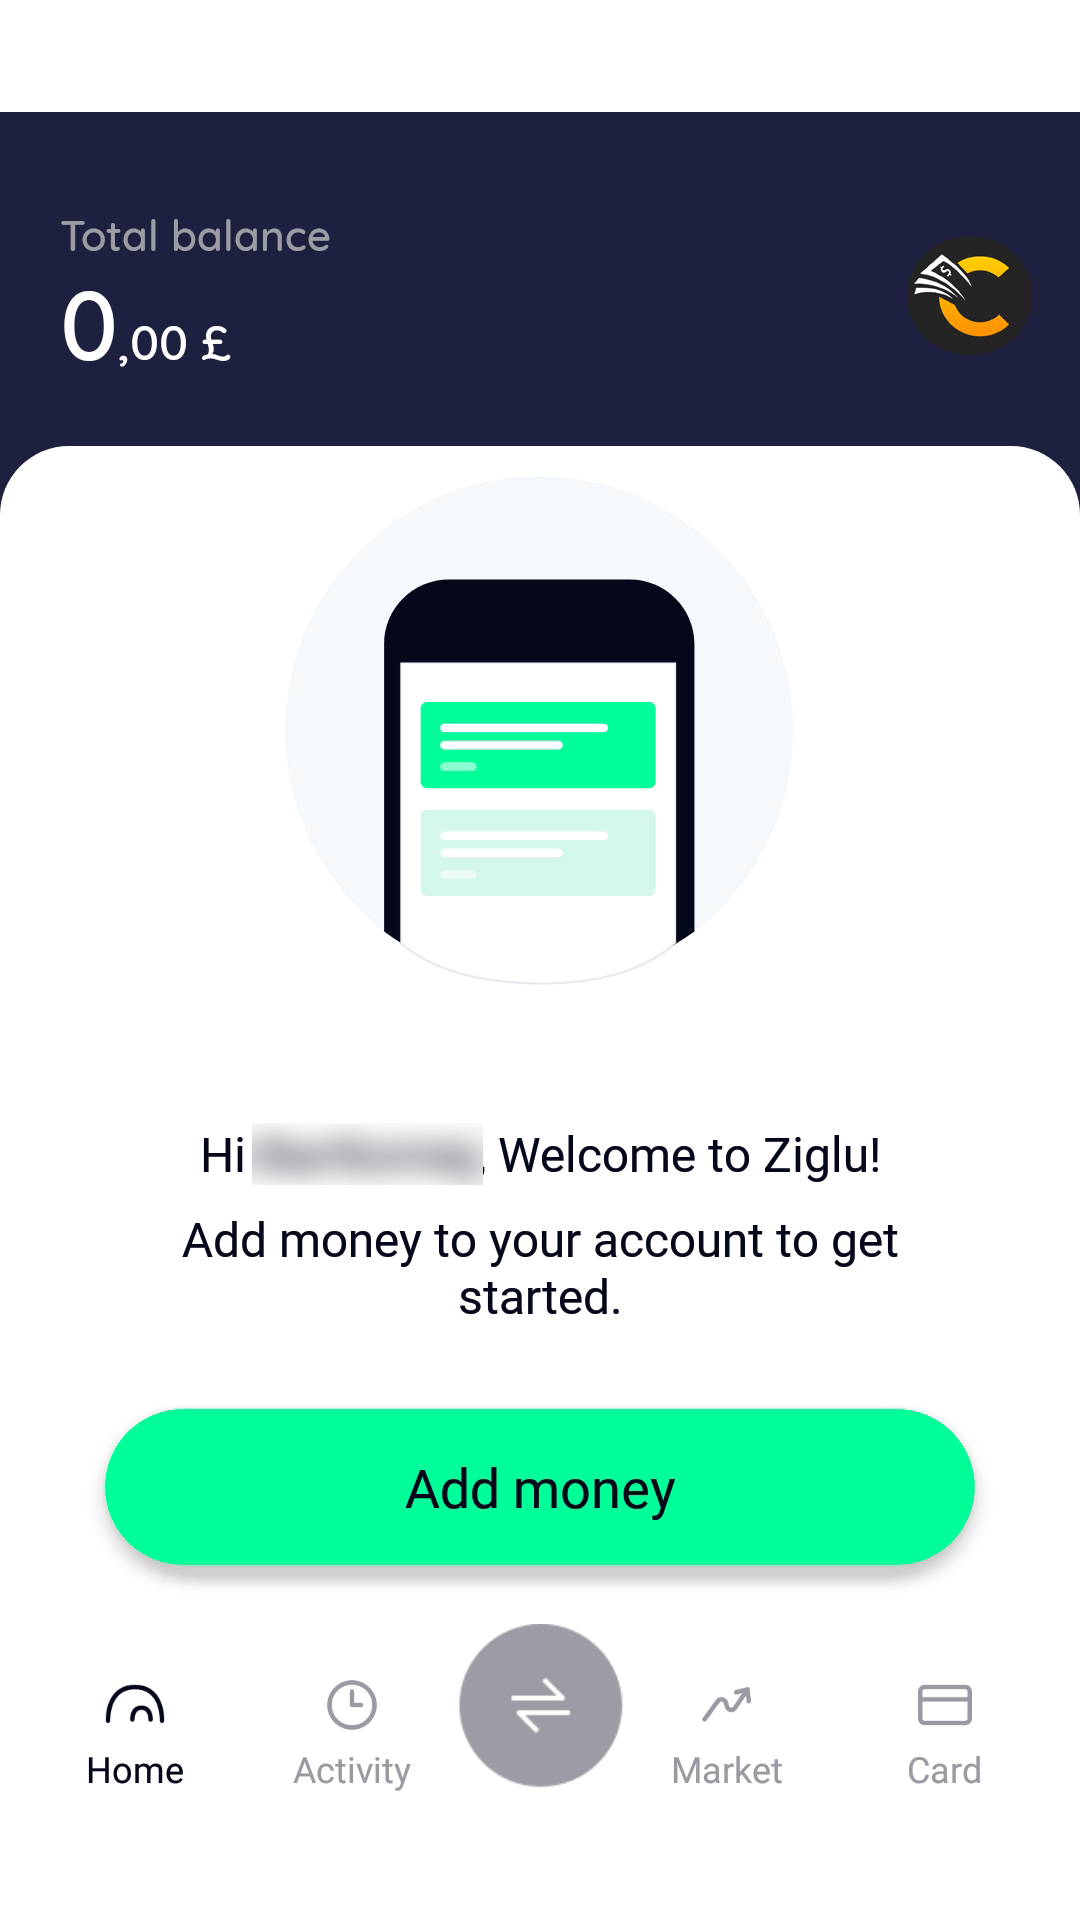 Total balance
0,00 £
Hi , Welcome to Ziglu!
Add money to your account to get
started.
Add money
Home
Activity
Market
Card